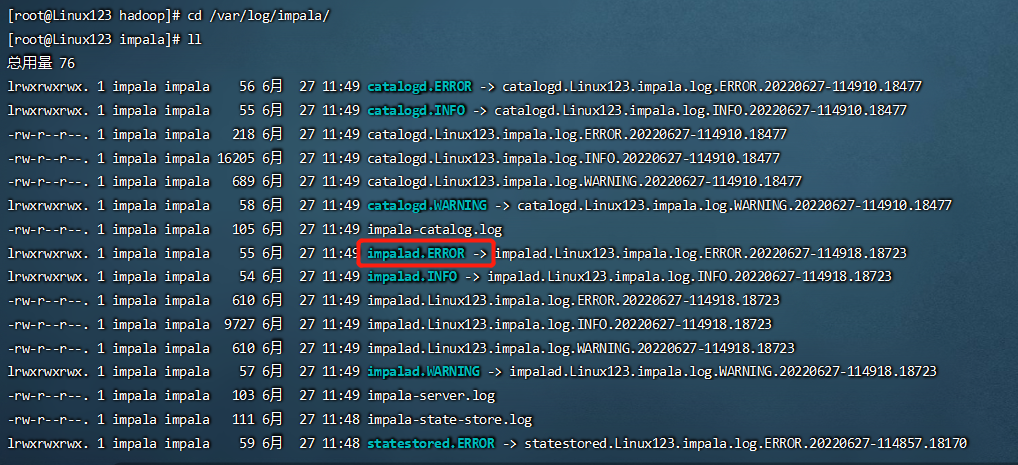 [root@Linux123 hadoop]# cd /var/log/impala/
[root@Linux123 impala]# ll
总用量 76
lrwxrwxrwx. 1 impala impala    56 6月  27 11:49 catalogd.ERROR -> catalogd.Linux123.impala.log.ERROR.20220627-114910.18477
lrwxrwxrwx. 1 impala impala    55 6月  27 11:49 catalogd.INFO -> catalogd.Linux123.impala.log.INFO.20220627-114910.18477
-rw-r--r--. 1 impala impala   218 6月  27 11:49 catalogd.Linux123.impala.log.ERROR.20220627-114910.18477
-rw-r--r--. 1 impala impala 16205 6月  27 11:49 catalogd.Linux123.impala.log.INFO.20220627-114910.18477
-rw-r--r--. 1 impala impala   689 6月  27 11:49 catalogd.Linux123.impala.log.WARNING.20220627-114910.18477
lrwxrwxrwx. 1 impala impala    58 6月  27 11:49 catalogd.WARNING -> catalogd.Linux123.impala.log.WARNING.20220627-114910.18477
-rw-r--r--. 1 impala impala   105 6月  27 11:49 impala-catalog.log
lrwxrwxrwx. 1 impala impala    55 6月  27 11:49 impalad.ERROR -> impalad.Linux123.impala.log.ERROR.20220627-114918.18723
lrwxrwxrwx. 1 impala impala    54 6月  27 11:49 impalad.INFO -> impalad.Linux123.impala.log.INFO.20220627-114918.18723
-rw-r--r--. 1 impala impala   610 6月  27 11:49 impalad.Linux123.impala.log.ERROR.20220627-114918.18723
-rw-r--r--. 1 impala impala  9727 6月  27 11:49 impalad.Linux123.impala.log.INFO.20220627-114918.18723
-rw-r--r--. 1 impala impala   610 6月  27 11:49 impalad.Linux123.impala.log.WARNING.20220627-114918.18723
lrwxrwxrwx. 1 impala impala    57 6月  27 11:49 impalad.WARNING -> impalad.Linux123.impala.log.WARNING.20220627-114918.18723
-rw-r--r--. 1 impala impala   103 6月  27 11:49 impala-server.log
-rw-r--r--. 1 impala impala   111 6月  27 11:48 impala-state-store.log
lrwxrwxrwx. 1 impala impala    59 6月  27 11:48 statestored.ERROR -> statestored.Linux123.impala.log.ERROR.20220627-114857.18170